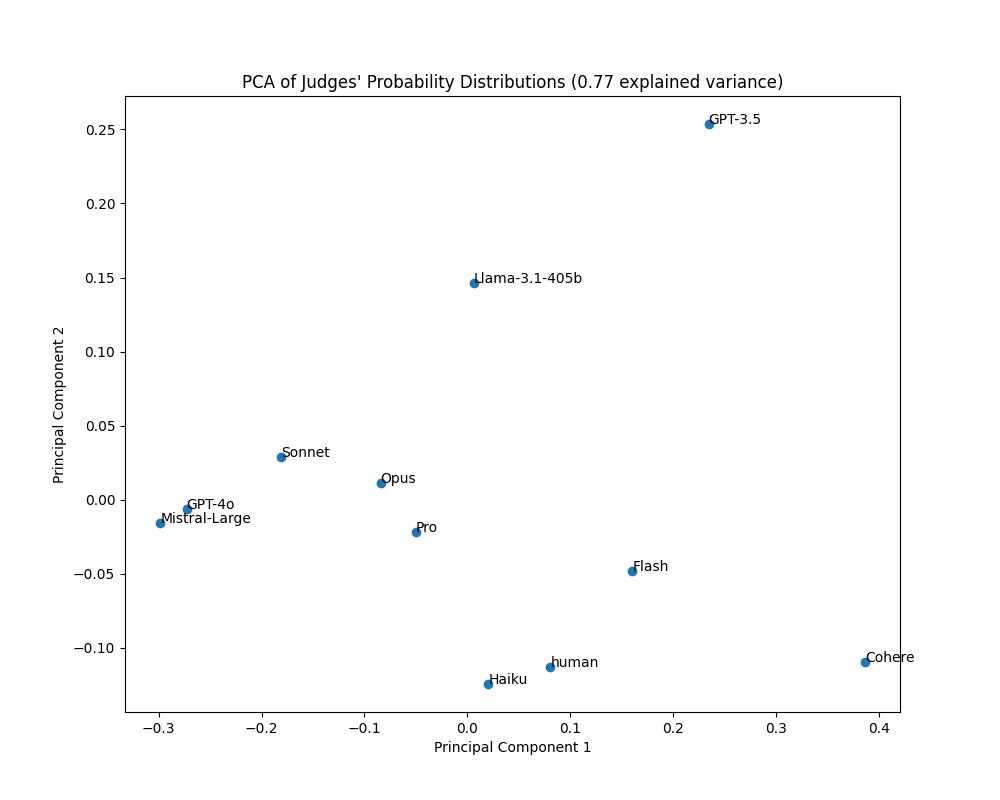 PCA of Judges' Probability Distributions (0.77 explained variance)
GPT-3.5
Llama-3.1-405b
Sonnet
Opus
GPT-4o
Mistral-Large
Pro
Flash
human
Cohere
Haiku
0.25
0.20
0.15
0.10
0.05
0.00
−0.05
−0.10
Principal Component 2
−0.3 −0.2 −0.1 0.0 0.1 0.2 0.3 0.4
Principal Component 1